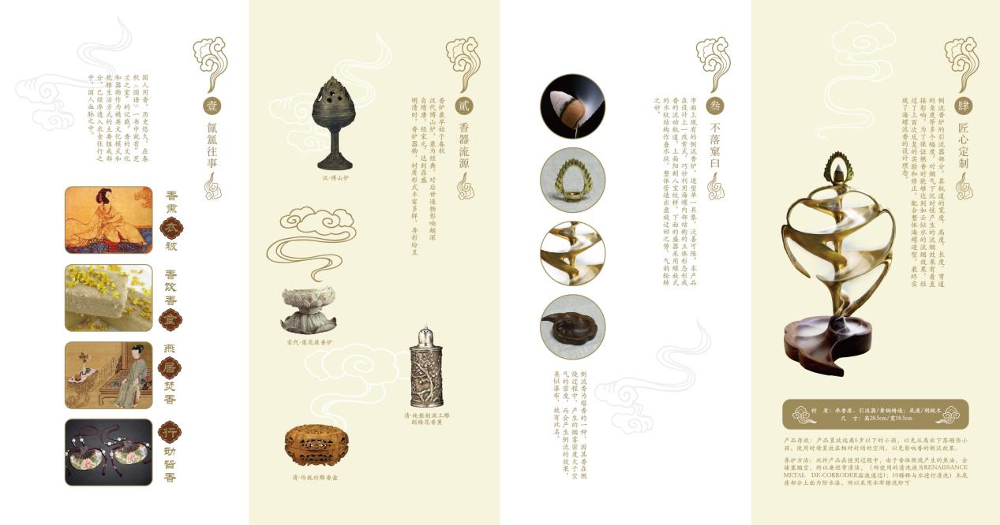 壹
氤氲往事
国人用香，历史悠久，在春
秋《国语》一书中就有"芝
兰之室"的记载。香的文化
和器物作为精英文化模式和
优雅生活方式的主要组成部
分，已经渗透入衣食住行之
中，国人血脉之中。
香熏衣被
香饮香食
燕居焚香
行动皆香
贰
香器流源
香炉最早始于春秋
汉代博山炉，最为经典，对后世造物影响颇深
自隋唐，经宋元，达到鼎盛
明清时，香炉器物，材质形式丰富多样，异彩纷呈
汉·博山炉
宋代·莲花座香炉
清·纯银制满工雕
刻梅花香薰
清·玲珑竹雕香盒
叁
不落窠臼
市面上现有的倒流香炉，造型单一具象，泛善可陈。本产品
在设计上一改常式，巧妙利用海螺内部结构的立体形态形成
香的流动轨道，上面阳刻八宝纹样，下面的盛器采用螺旋式
的水纹结构作叠水状，整体营造出盘旋过回之势，气韵轮转
之妙。
倒流香为塔香的一种，因其香在燃
烧过程中，产生的烟雾密度大于空
气的密度，而会产生倒流的效果，
类似瀑布，故有此名。
肆
匠心定制
倒流香炉的引流器部分，其轨道的宽度、高度、长度、弯道
的角度等多个幅度，对烟气下沉时候产生的流烟效果有着直
接影响，为了保证燃香时能够达到如云似水的流烟效果，经
过了上百次反复的实验和修正，配合整体海螺造型，最终实
现了海螺流香的设计理念。
材 质：承香座、引流器/黄铜铸造；底座/胡桃木
尺 寸：高28.5cm/宽18.5cm
产品存放：产品置放远离6岁以下的小孩，以免从高出下落砸伤小
孩。使用时请置放在相对封闭的空间，以免影响香的倒流效果。
养护方法：此件产品在使用过程中，由于香体燃烧产生的焦油，会
堵塞烟空，所以要经常清洁，（所使用的清洗液为RENAISSANCE
METAL DE-CORRODER溶液通过1：10稀释与水进行清洗）木底
座部分上面为防水漆，所以采用水布擦洗即可